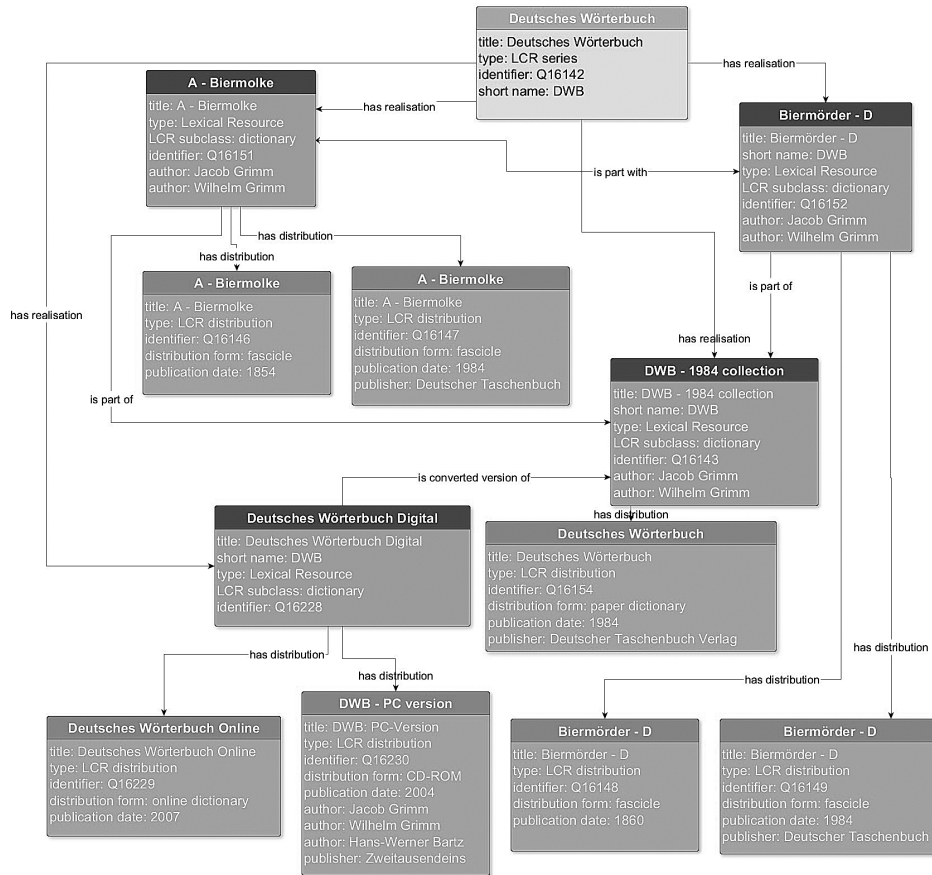 Deutsches Wörterbuch
title: Deutsches Wörterbuch
type: LCR series
identifier: Q16142
short name: DWB
has realisation
has realisation
A - Biermolke
title: A - Biermolke
type: Lexical Resource
LCR subclass: dictionary
identifier: Q16151
author: Jacob Grimm
author: Wilhelm Grimm
Biermörder - D
title: Biermörder - D
short name: DWB
type: Lexical Resource
LCR subclass: dictionary
identifier: Q16152
author: Jacob Grimm
author: Wilhelm Grimm
is part with
has distribution
has distribution
A - Biermolke
title: A - Biermolke
type: LCR distribution
identifier: Q16146
distribution form: fascicle
publication date: 1854
A - Biermolke
title: A - Biermolke
type: LCR distribution
identifier: Q16147
distribution form: fascicle
publication date: 1984
publisher: Deutscher Taschenbuch
is part of
has realisation
has realisation
is part of
DWB - 1984 collection
title: DWB - 1984 collection
short name: DWB
type: Lexical Resource
LCR subclass: dictionary
identifier: Q16143
author: Jacob Grimm
author: Wilhelm Grimm
is converted version of
has distribution
Deutsches Wörterbuch Digital
title: Deutsches Wörterbuch Digital
short name: DWB
type: Lexical Resource
LCR subclass: dictionary
identifier: Q16228
Deutsches Wörterbuch
title: Deutsches Wörterbuch
type: LCR distribution
identifier: Q16154
distribution form: paper dictionary
publication date: 1984
publisher: Deutscher Taschenbuch Verlag
has distribution
has distribution
has distribution
has distribution
Deutsches Wörterbuch Online
title: Deutsches Wörterbuch Online
type: LCR distribution
identifier: Q16229
distribution form: online dictionary
publication date: 2007
DWB - PC version
title: DWB: PC-Version
type: LCR distribution
identifier: Q16230
distribution form: CD-ROM
publication date: 2004
author: Jacob Grimm
author: Wilhelm Grimm
author: Hans-Werner Bartz
publisher: Zweitausendeins
Biermörder - D
title: Biermörder - D
type: LCR distribution
identifier: Q16148
distribution form: fascicle
publication date: 1860
Biermörder - D
title: Biermörder - D
type: LCR distribution
identifier: Q16149
distribution form: fascicle
publication date: 1984
publisher: Deutscher Taschenbuch